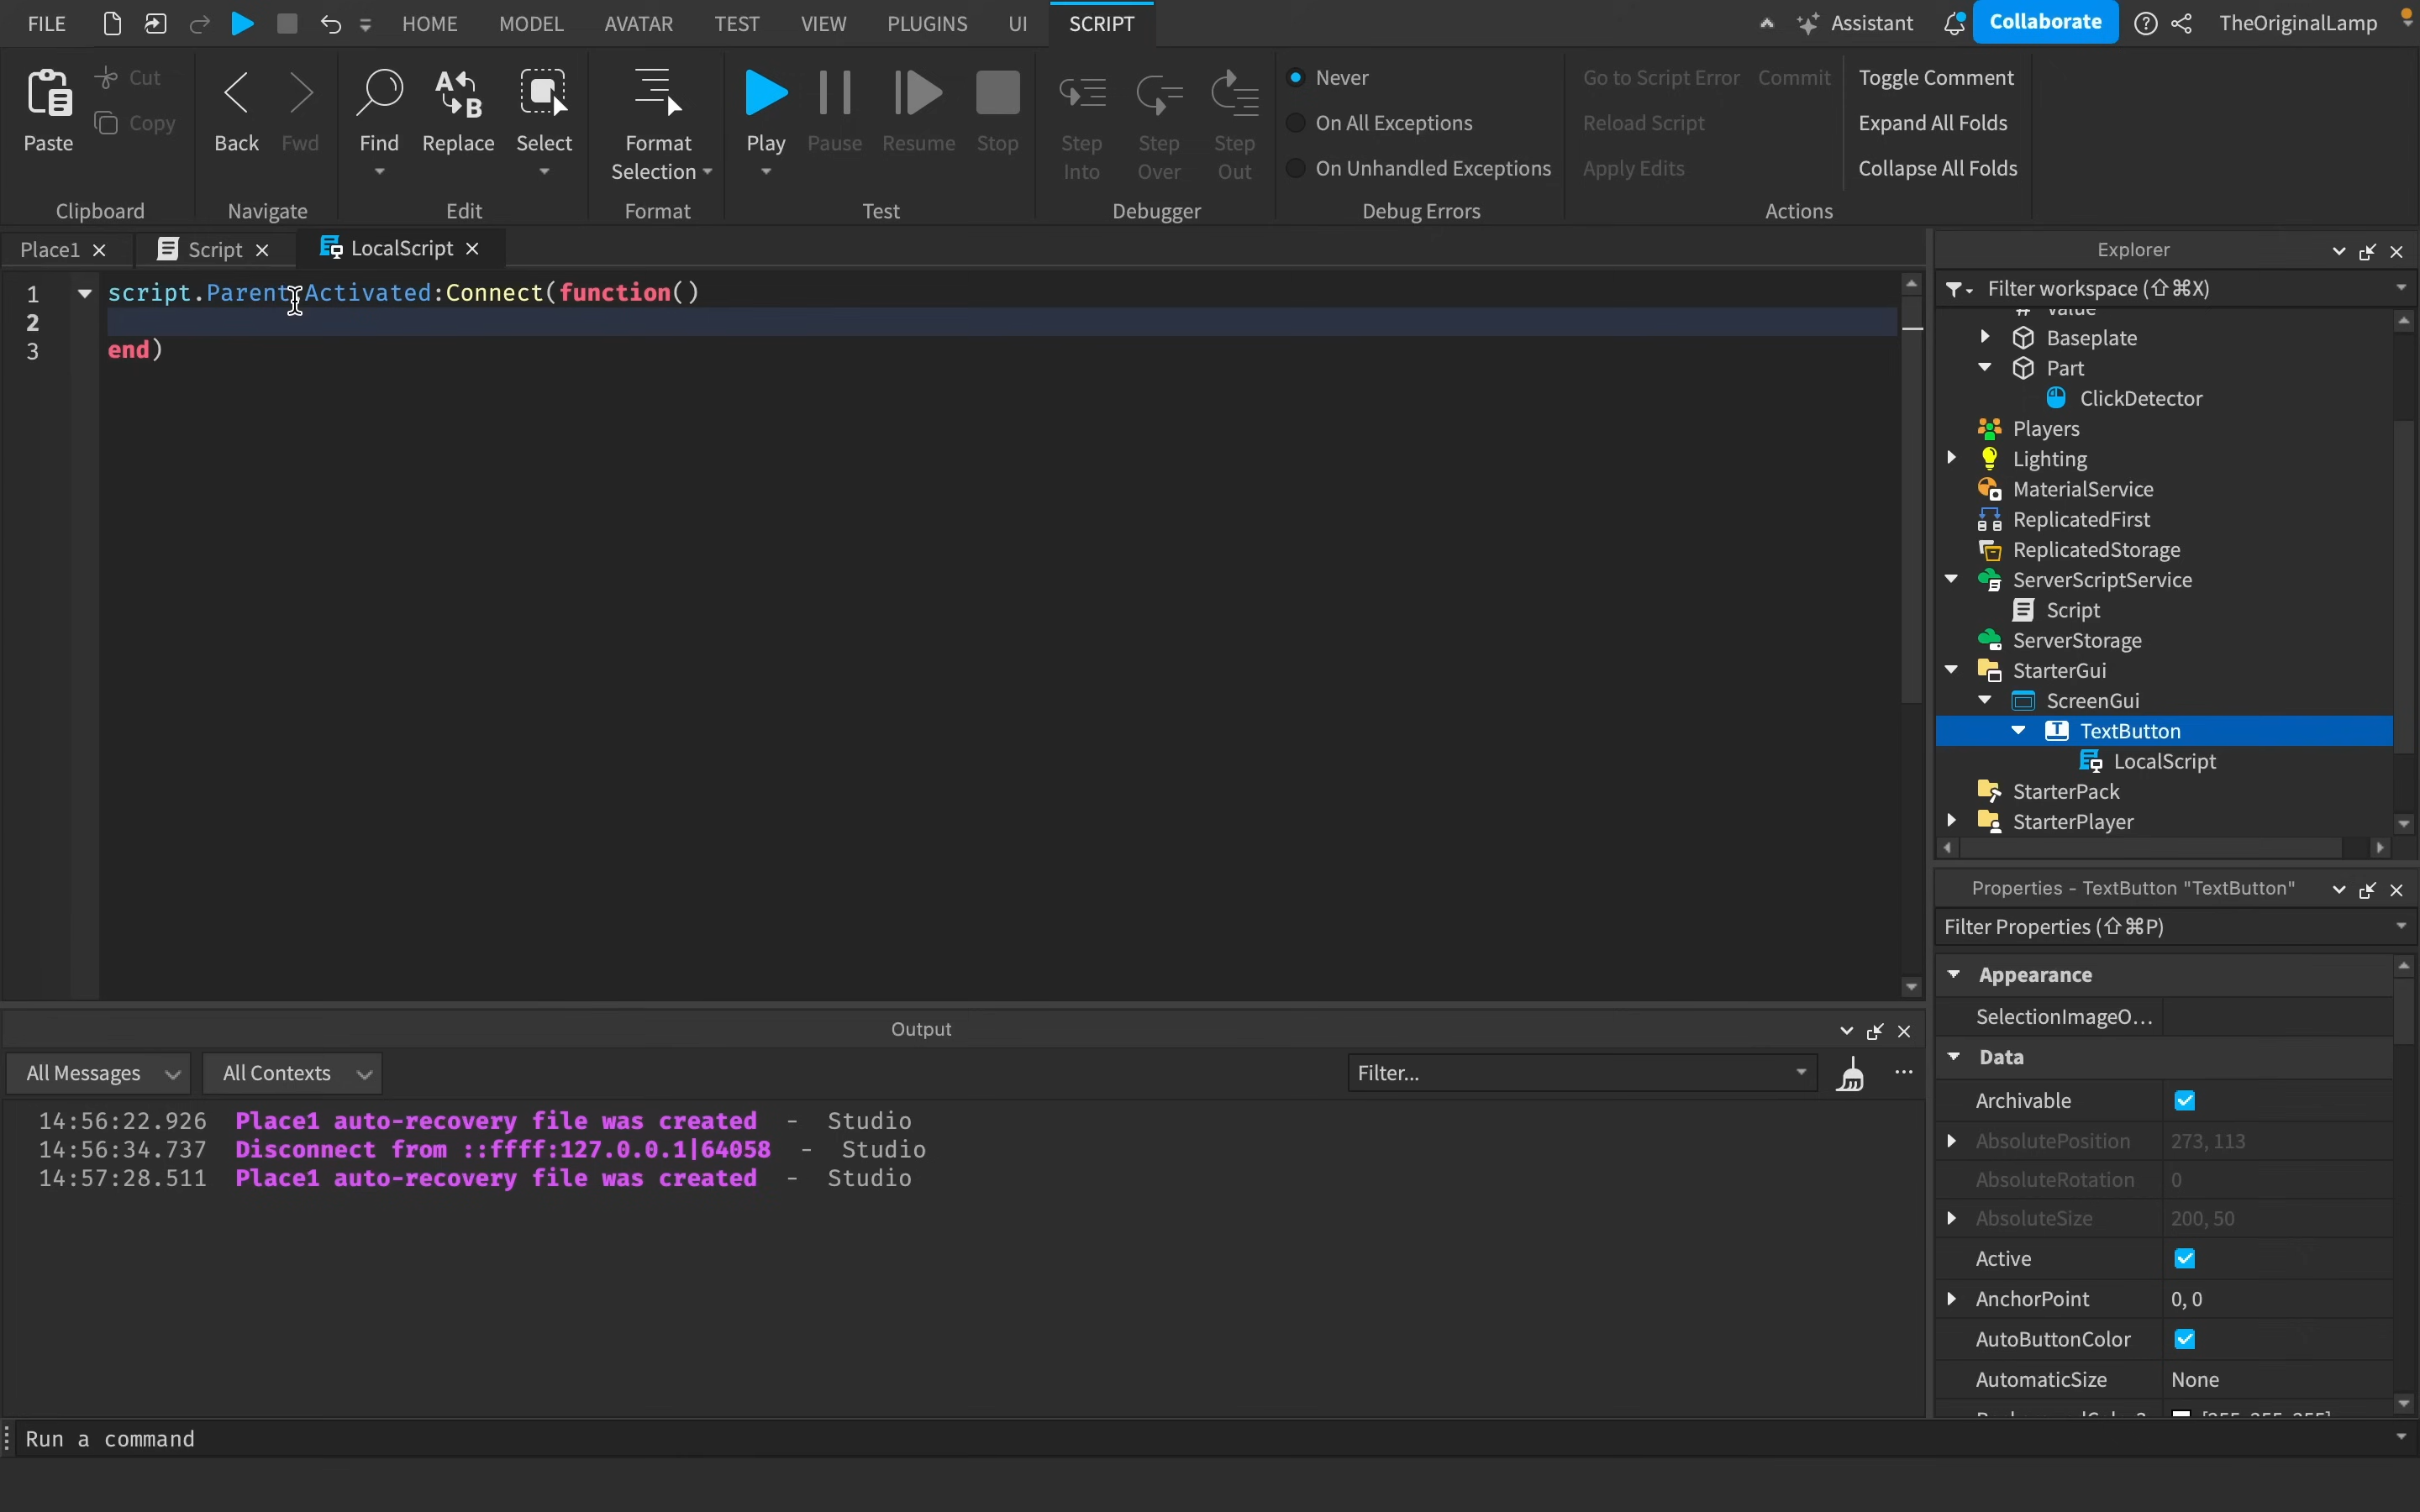 FILE HOME MODEL AVATAR TEST VIEW PLUGINS UI SCRIPT Assistant Collaborate TheOriginalLamp
Paste Cut Copy Back Fwd Find Replace Select Format Selection Play Pause Resume Stop Step Into Step Over Step Out
Never
On All Exceptions
On Unhandled Exceptions
Go to Script Error Commit
Reload Script
Apply Edits
Toggle Comment
Expand All Folds
Collapse All Folds
Clipboard Navigate Edit Format Test Debugger Debug Errors Actions
Place1 Script LocalScript
1 script.Parent.Activated:Connect(function()
2
3 end)
Explorer
Filter workspace (⇧⌘X)
Baseplate
Part
ClickDetector
Players
Lighting
MaterialService
ReplicatedFirst
ReplicatedStorage
ServerScriptService
Script
ServerStorage
StarterGui
ScreenGui
TextButton
LocalScript
StarterPack
StarterPlayer
Properties - TextButton "TextButton"
Filter Properties (⇧⌘P)
Appearance
SelectionImageO...
Data
Archivable
AbsolutePosition 273, 113
AbsoluteRotation 0
AbsoluteSize 200, 50
Active
AnchorPoint 0, 0
AutoButtonColor
AutomaticSize None
Output
All Messages All Contexts Filter...
14:56:22.926 Place1 auto-recovery file was created - Studio
14:56:34.737 Disconnect from ::ffff:127.0.0.1|64058 - Studio
14:57:28.511 Place1 auto-recovery file was created - Studio
Run a command